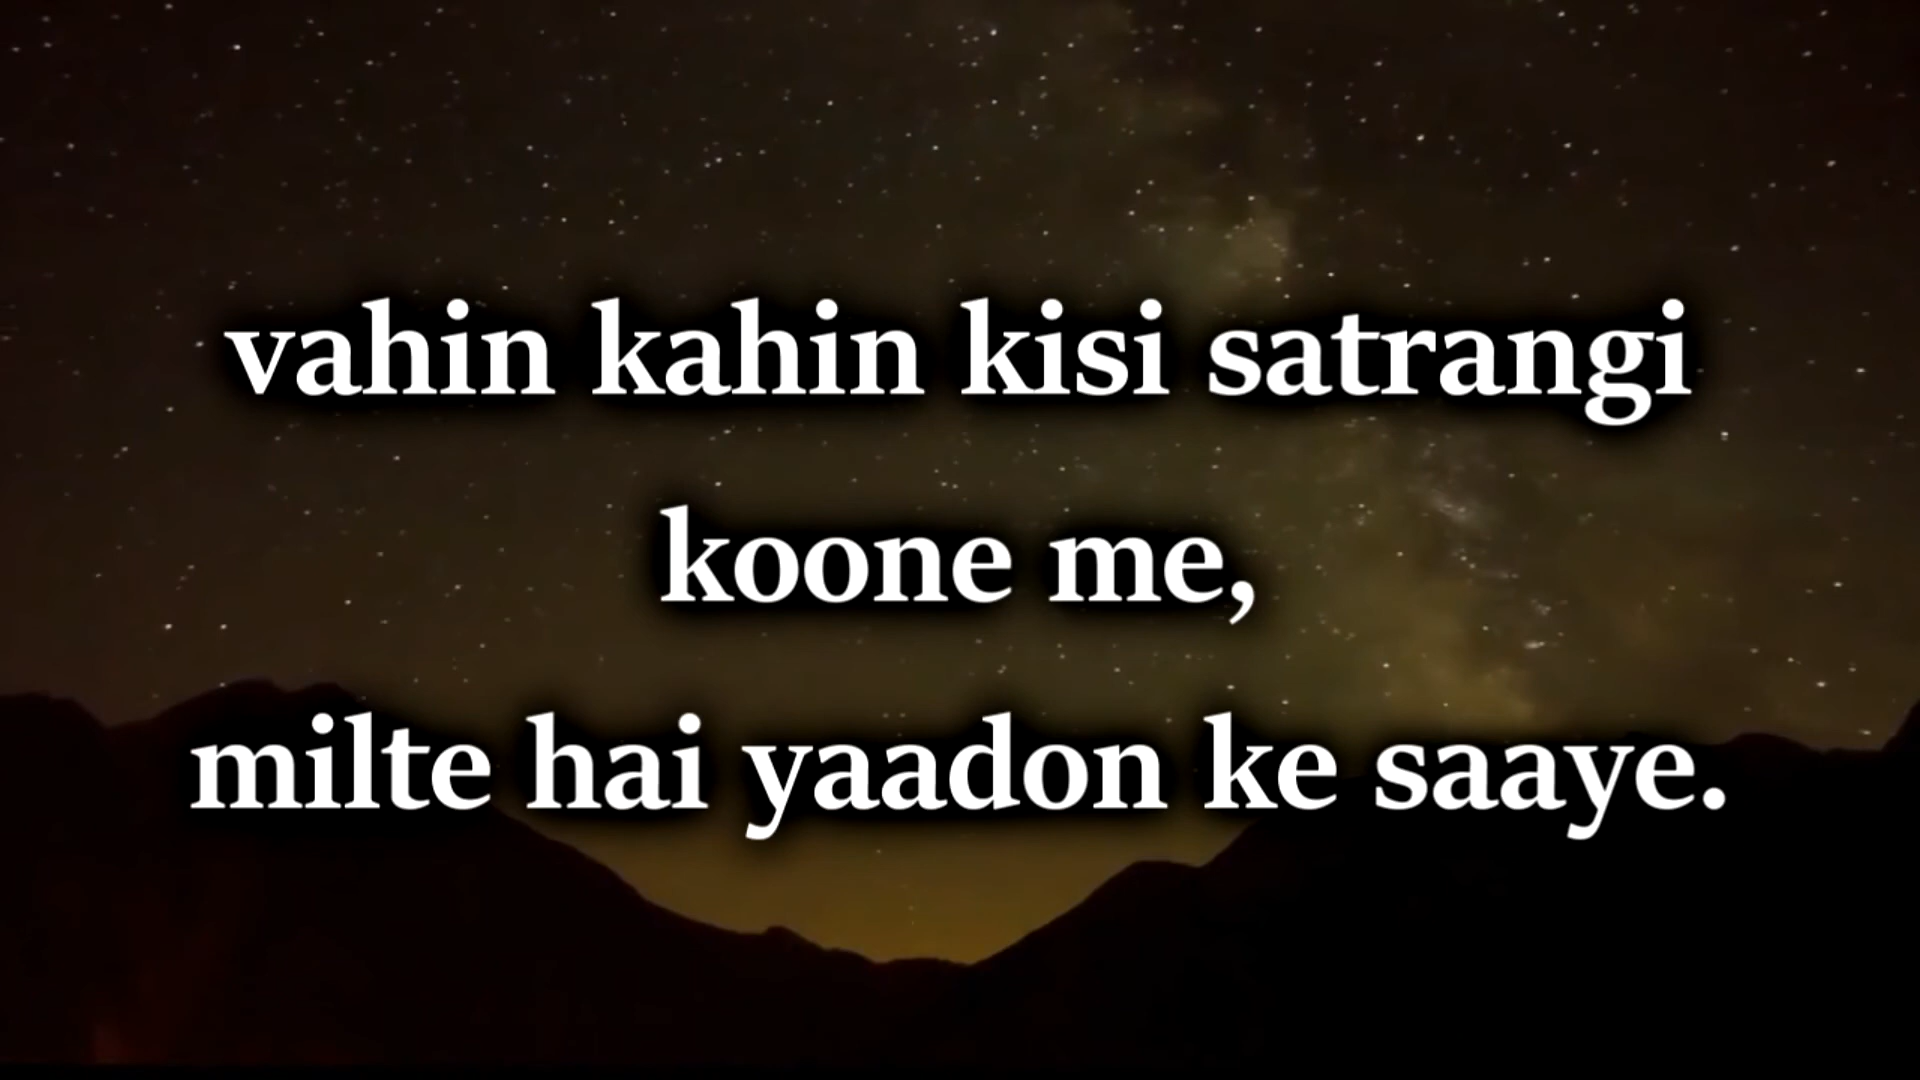 vahin kahin kisi satrangi
koone me,
milte hai yaadon ke saaye.